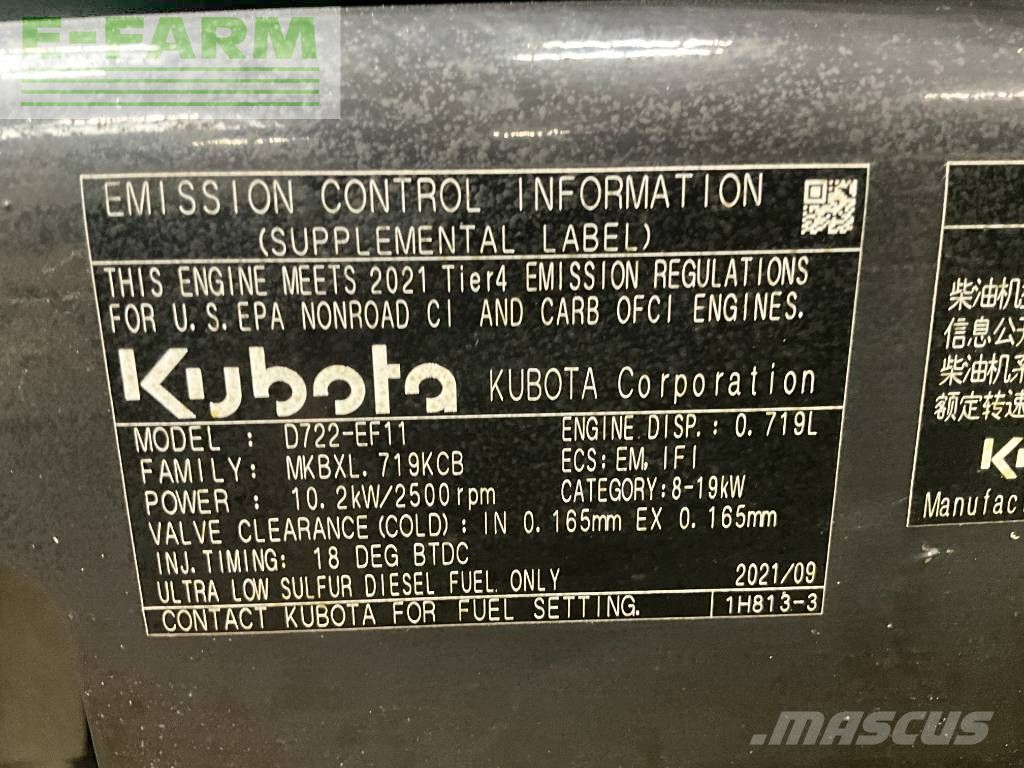 E-FARM
EMISSION CONTROL INFORMATION
(SUPPLEMENTAL LABEL)
THIS ENGINE MEETS 2021 Tier4 EMISSION REGULATIONS
FOR U.S.EPA NONROAD CI AND CARB OFCI ENGINES.
Kubota KUBOTA Corporation
MODEL : D722-EF11 ENGINE DISP.: 0.719L
FAMILY: MKBXL.719KCB ECS:EM,IFI
POWER : 10.2kW/2500rpm CATEGORY:8-19kW
VALVE CLEARANCE(COLD): IN 0.165mm EX 0.165mm
INJ.TIMING: 18 DEG BTDC
ULTRA LOW SULFUR DIESEL FUEL ONLY 2021/09
CONTACT KUBOTA FOR FUEL SETTING. 1H813-3
柴油机
信息公
柴油机
额定转速
Manufac
MASCUS